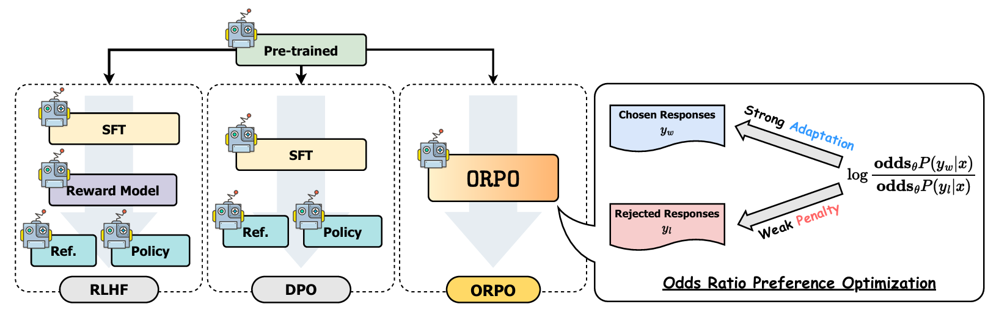 Pre-trained
SFT
Reward Model
Ref.
Policy
RLHF
SFT
Ref.
Policy
DPO
ORPO
ORPO
Chosen Responses
y_w
Rejected Responses
y_l
Strong Adaptation
Weak Penalty
log odds_θP(y_w|x) / odds_θP(y_l|x)
Odds Ratio Preference Optimization